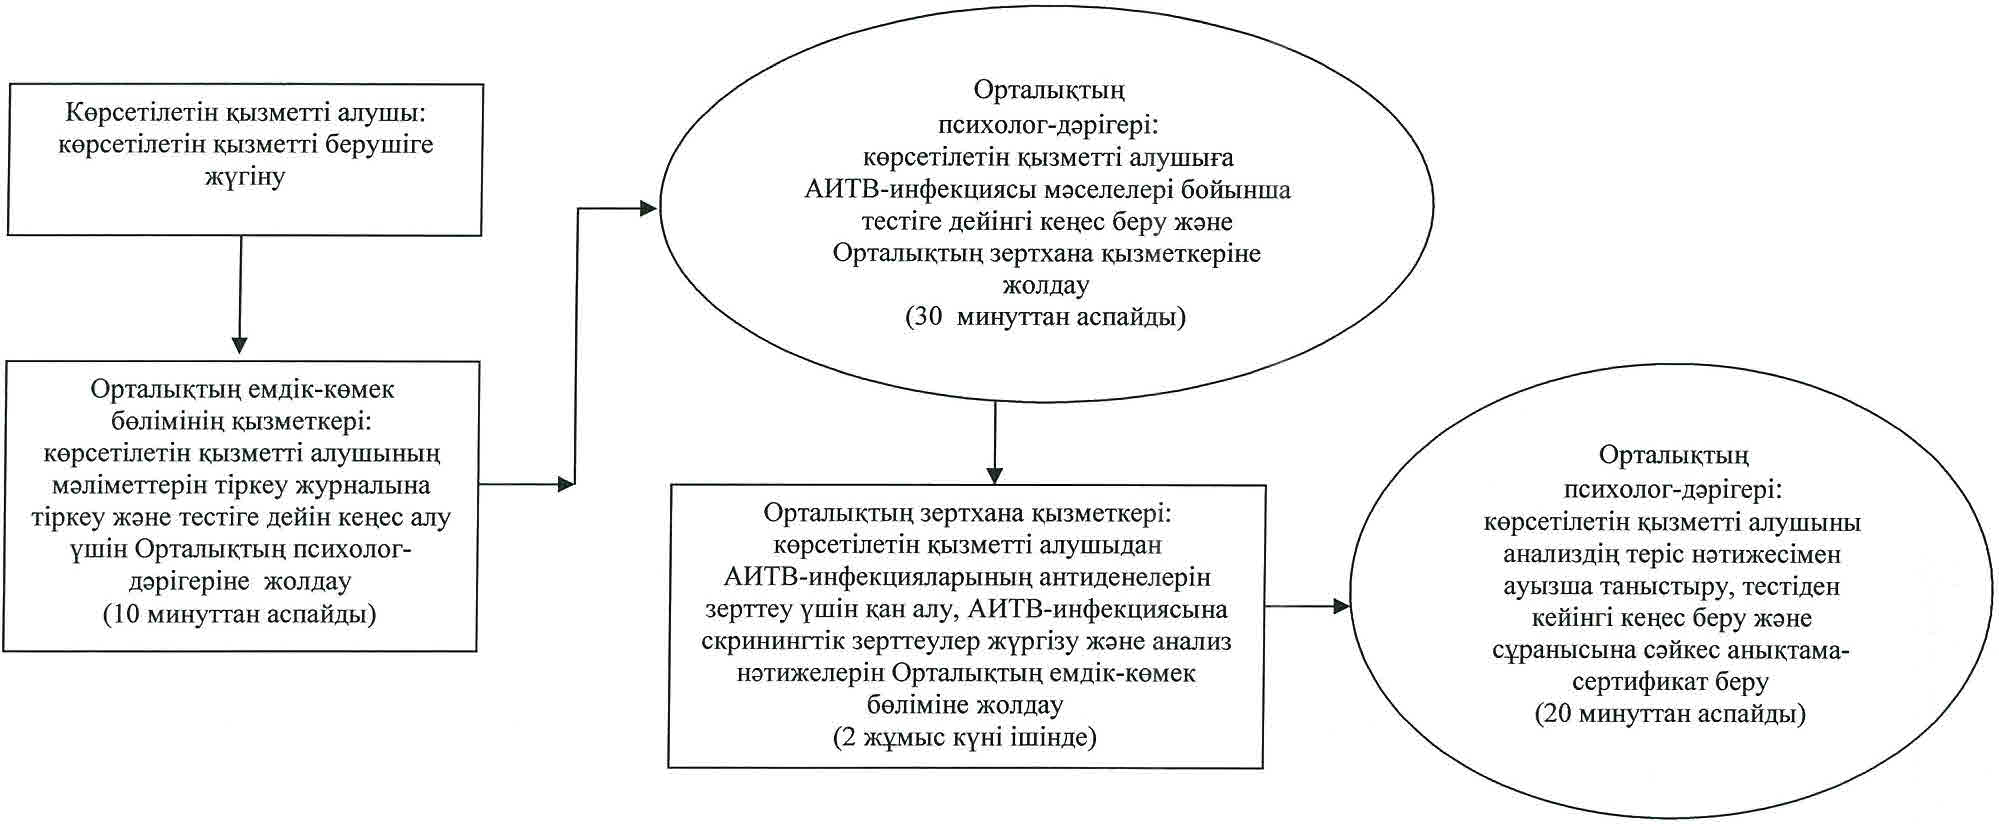 Көрсетілетін қызметті алушы:
көрсетілетін қызметті берушіге
жүгіну
Орталықтың емдік-көмек
бөлімінің қызметкері:
көрсетілетін қызметті алушының
мәліметтерін тіркеу журналына
тіркеу және тестіге дейін кеңес алу
үшін Орталықтың психолог-
дәрігеріне жолдау
(10 минуттан аспайды)
Орталықтың
психолог-дәрігері:
көрсетілетін қызметті алушыға
АИТВ-инфекциясы мәселелері бойынша
тестіге дейінгі кеңес беру және
Орталықтың зертхана қызметкеріне
жолдау
(30 минуттан аспайды)
Орталықтың зертхана қызметкері:
көрсетілетін қызметті алушыдан
АИТВ-инфекцияларының антиденелерін
зерттеу үшін қан алу, АИТВ-инфекциясына
скринингтік зерттеулер жүргізу және анализ
нәтижелерін Орталықтың емдік-көмек
бөліміне жолдау
(2 жұмыс күні ішінде)
Орталықтың
психолог-дәрігері:
көрсетілетін қызметті алушыны
анализдің теріс нәтижесімен
ауызша таныстыру, тестіден
кейінгі кеңес беру және
сұранысына сәйкес анықтама-
сертификат беру
(20 минуттан аспайды)